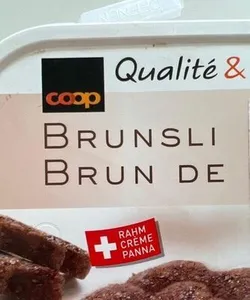 coop
Qualité &
BRUNSLI
BRUN DE
RAHM
CRÈME
PANNA